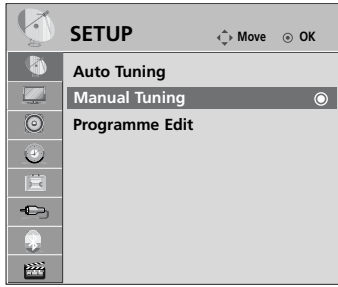 SETUP Move OK
Auto Tuning
Manual Tuning
Programme Edit